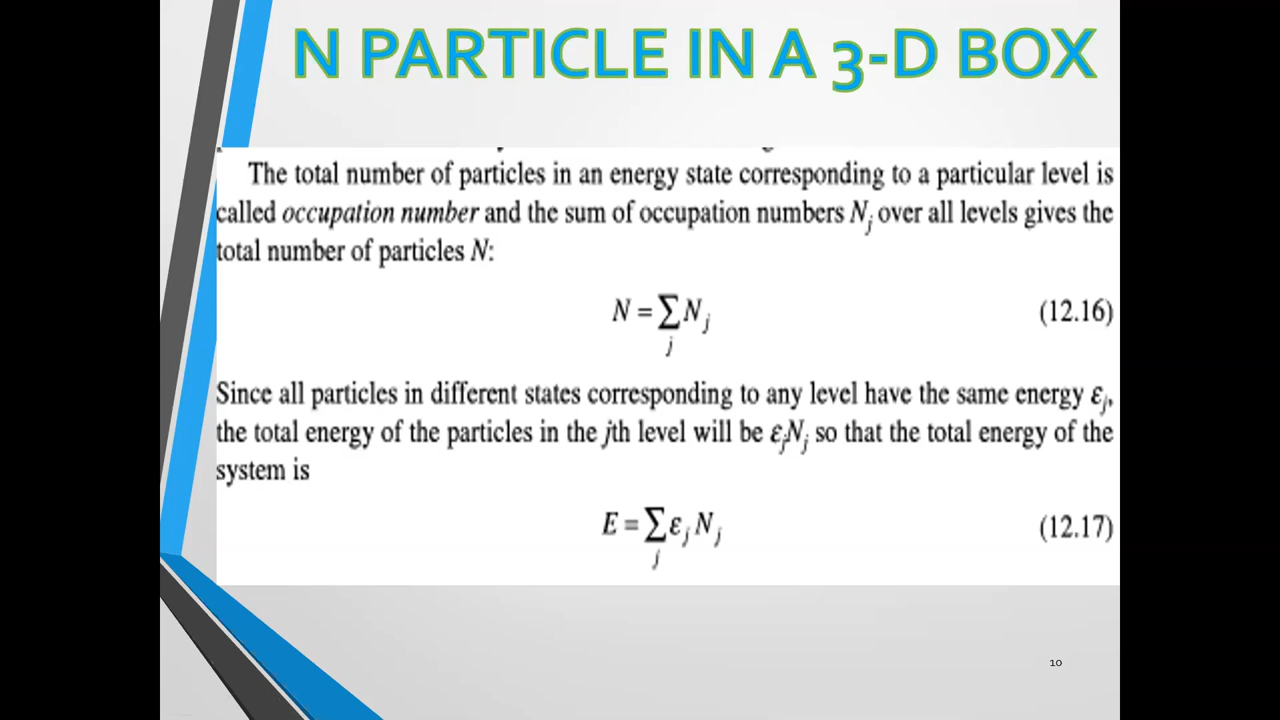 N PARTICLE IN A 3-D BOX
The total number of particles in an energy state corresponding to a particular level is
called occupation number and the sum of occupation numbers Nj over all levels gives the
total number of particles N:
N = ∑ Nj (12.16)
j
Since all particles in different states corresponding to any level have the same energy εj,
the total energy of the particles in the jth level will be εjNj so that the total energy of the
system is
E = ∑ εj Nj (12.17)
j
10